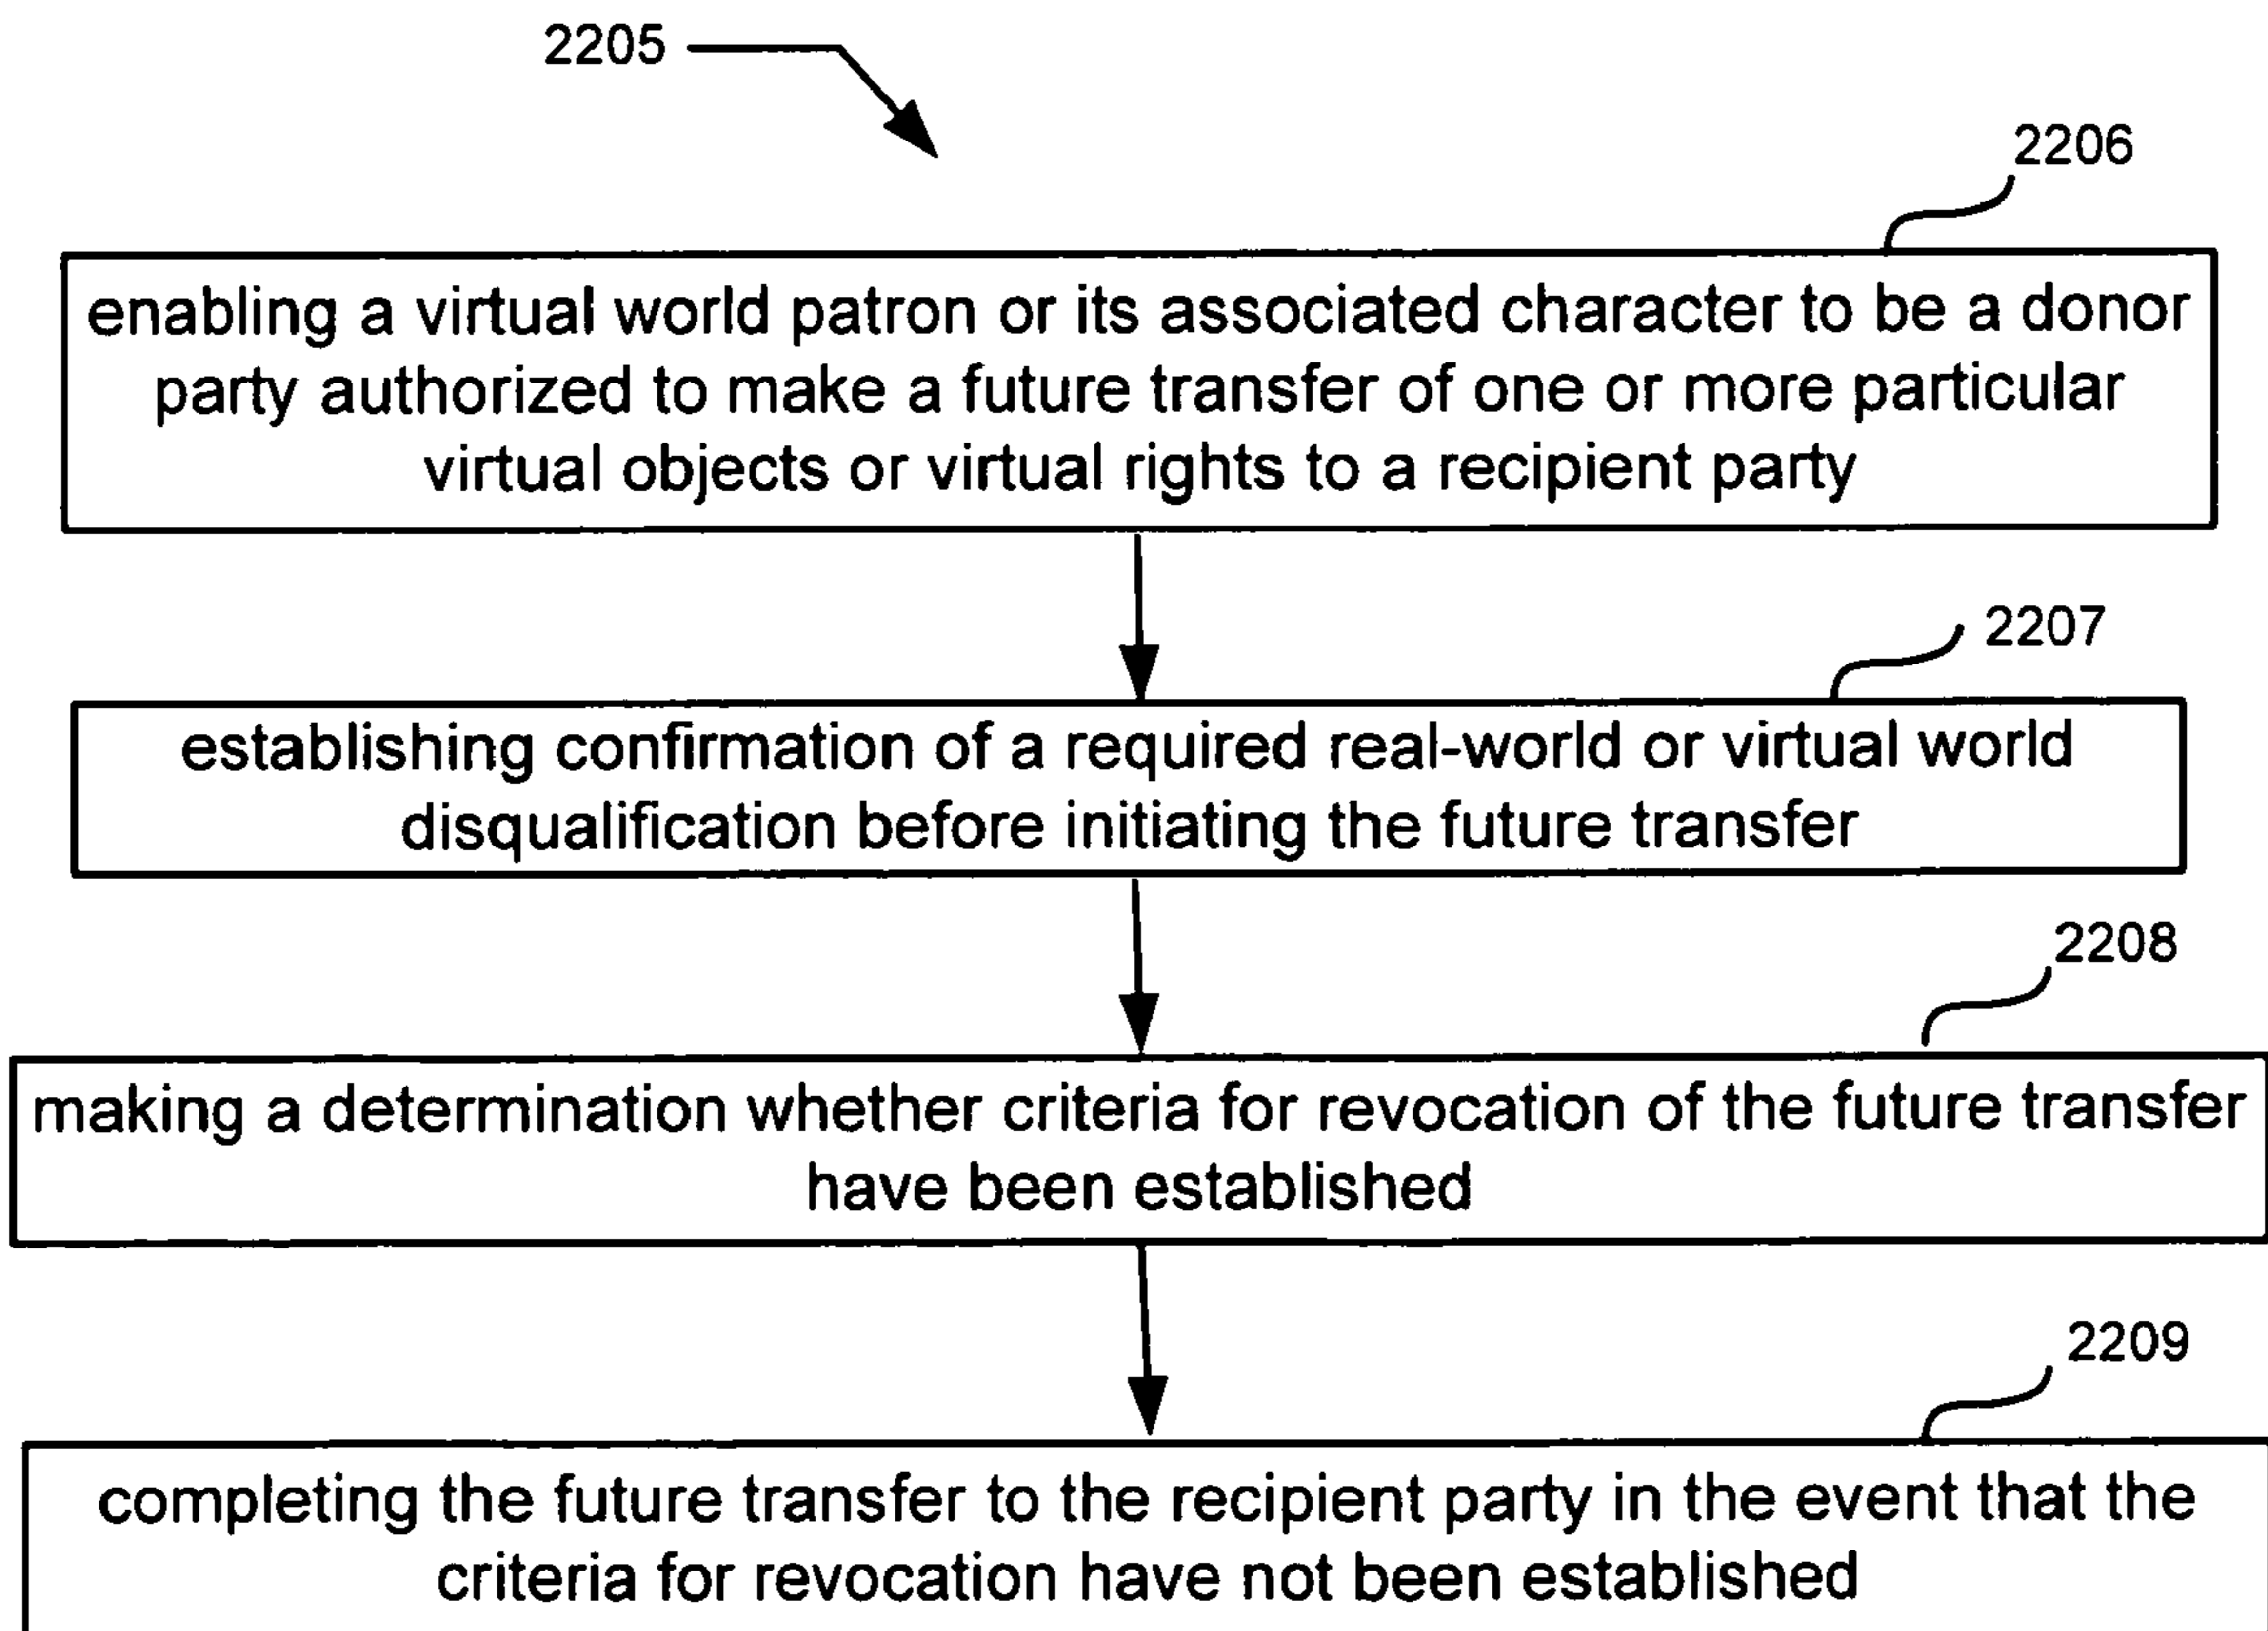 2205
2206
enabling a virtual world patron or its associated character to be a donor
party authorized to make a future transfer of one or more particular
virtual objects or virtual rights to a recipient party
2207
establishing confirmation of a required real-world or virtual world
disqualification before initiating the future transfer
2208
making a determination whether criteria for revocation of the future transfer
have been established
2209
completing the future transfer to the recipient party in the event that the
criteria for revocation have not been established